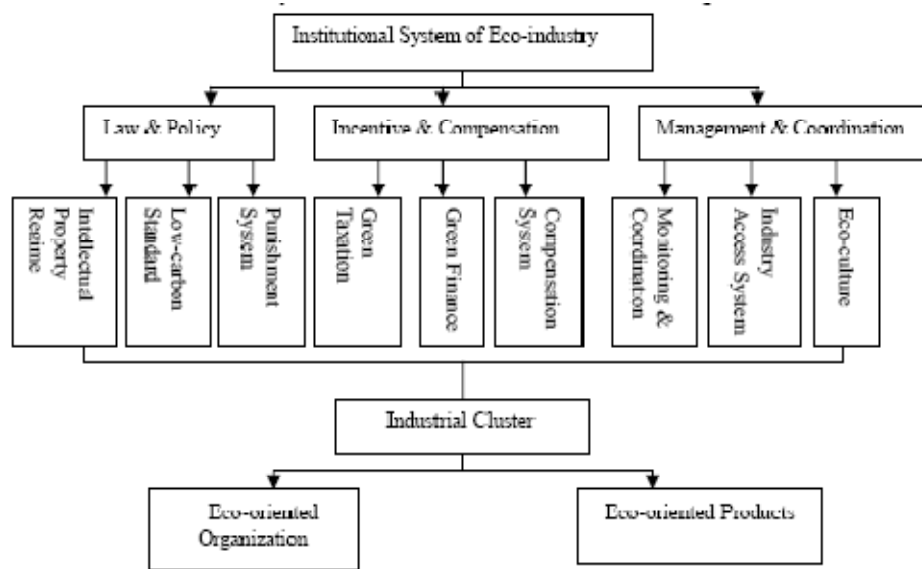 Institutional System of Eco-industry
Law & Policy
Incentive & Compensation
Management & Coordination
Intellectual
Property
Regime
Low-carbon
Standard
Punishment
System
Green
Taxation
Green Finance
Compensation
System
Monitoring &
Coordination
Industry
Access System
Eco-culture
Industrial Cluster
Eco-oriented
Organization
Eco-oriented Products